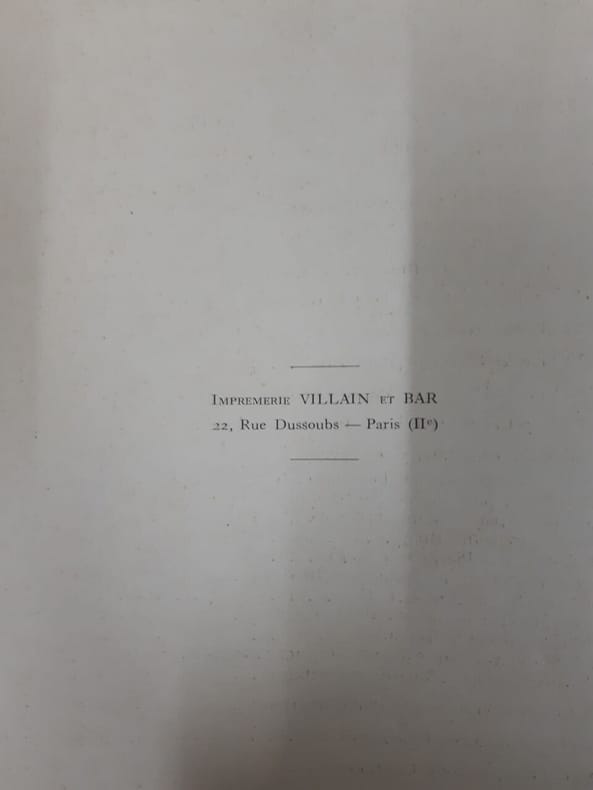 IMPREMERIE VILLAIN ET BAR
22, Rue Dussoubs — Paris (IIᵉ)